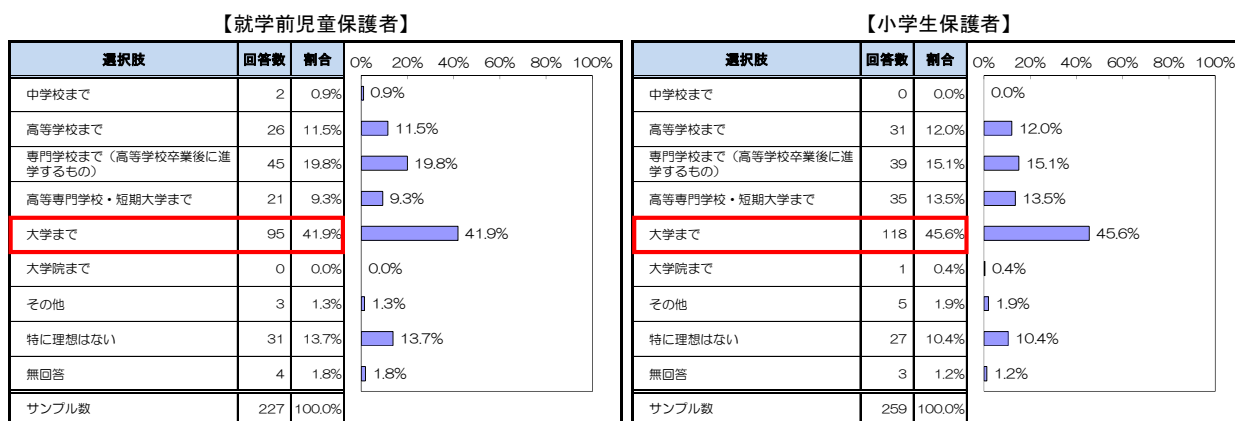 【就学前児童保護者】
選択肢 回答数 割合 0% 20% 40% 60% 80% 100%
中学校まで 2 0.9% 0.9%
高等学校まで 26 11.5% 11.5%
専門学校まで（高等学校卒業後に進
学するもの） 45 19.8% 19.8%
高等専門学校・短期大学まで 21 9.3% 9.3%
大学まで 95 41.9% 41.9%
大学院まで 0 0.0% 0.0%
その他 3 1.3% 1.3%
特に理想はない 31 13.7% 13.7%
無回答 4 1.8% 1.8%
サンプル数 227 100.0%
【小学生保護者】
選択肢 回答数 割合 0% 20% 40% 60% 80% 100%
中学校まで 0 0.0% 0.0%
高等学校まで 31 12.0% 12.0%
専門学校まで（高等学校卒業後に進
学するもの） 39 15.1% 15.1%
高等専門学校・短期大学まで 35 13.5% 13.5%
大学まで 118 45.6% 45.6%
大学院まで 1 0.4% 0.4%
その他 5 1.9% 1.9%
特に理想はない 27 10.4% 10.4%
無回答 3 1.2% 1.2%
サンプル数 259 100.0%